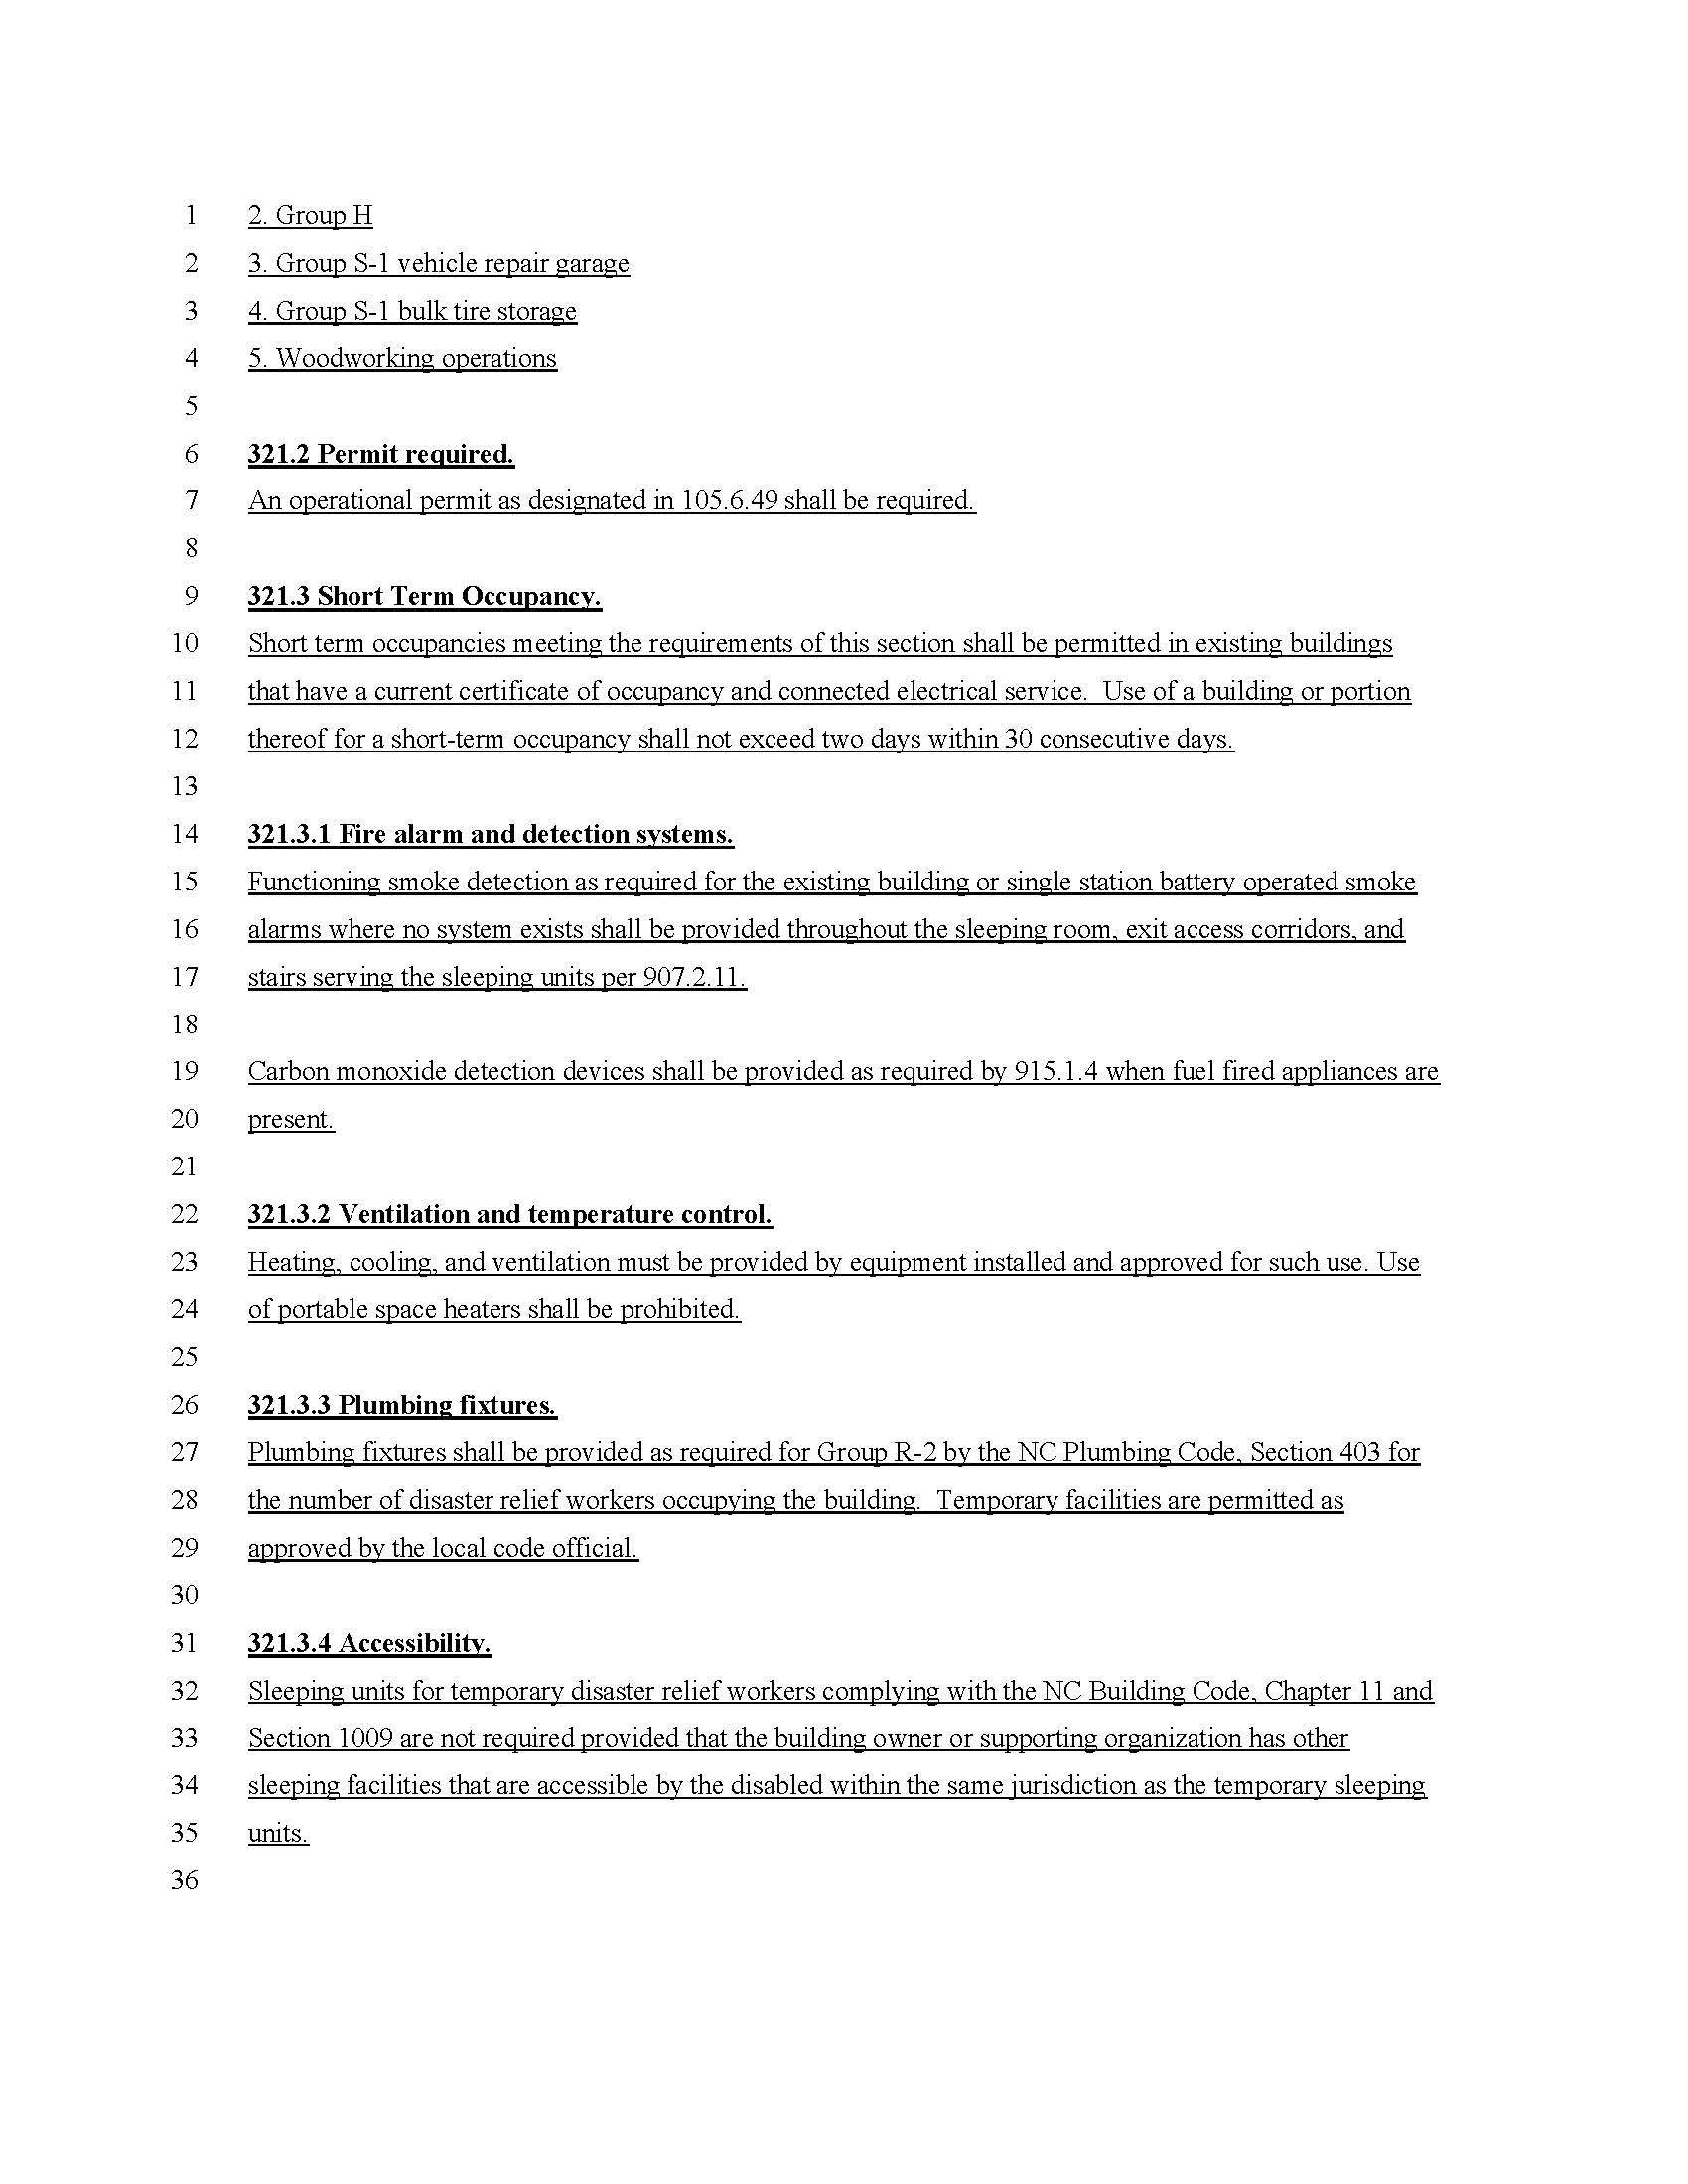 1 2. Group H
2 3. Group S-1 vehicle repair garage
3 4. Group S-1 bulk tire storage
4 5. Woodworking operations
5
6 321.2 Permit required.
7 An operational permit as designated in 105.6.49 shall be required.
8
9 321.3 Short Term Occupancy.
10 Short term occupancies meeting the requirements of this section shall be permitted in existing buildings
11 that have a current certificate of occupancy and connected electrical service.  Use of a building or portion
12 thereof for a short-term occupancy shall not exceed two days within 30 consecutive days.
13
14 321.3.1 Fire alarm and detection systems.
15 Functioning smoke detection as required for the existing building or single station battery operated smoke
16 alarms where no system exists shall be provided throughout the sleeping room, exit access corridors, and
17 stairs serving the sleeping units per 907.2.11.
18
19 Carbon monoxide detection devices shall be provided as required by 915.1.4 when fuel fired appliances are
20 present.
21
22 321.3.2 Ventilation and temperature control.
23 Heating, cooling, and ventilation must be provided by equipment installed and approved for such use. Use
24 of portable space heaters shall be prohibited.
25
26 321.3.3 Plumbing fixtures.
27 Plumbing fixtures shall be provided as required for Group R-2 by the NC Plumbing Code, Section 403 for
28 the number of disaster relief workers occupying the building.  Temporary facilities are permitted as
29 approved by the local code official.
30
31 321.3.4 Accessibility.
32 Sleeping units for temporary disaster relief workers complying with the NC Building Code, Chapter 11 and
33 Section 1009 are not required provided that the building owner or supporting organization has other
34 sleeping facilities that are accessible by the disabled within the same jurisdiction as the temporary sleeping
35 units.
36